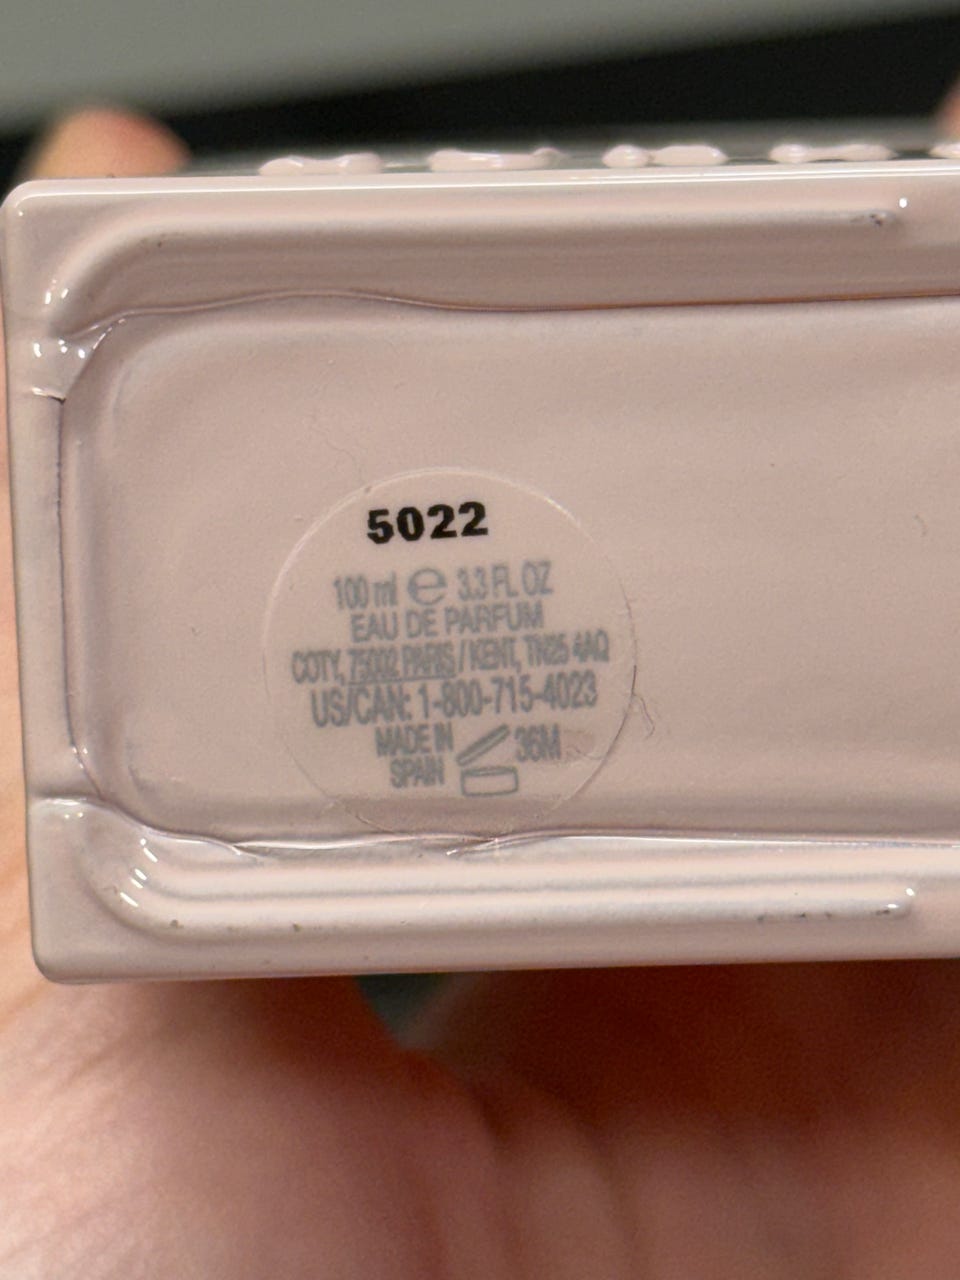 5022
100 ml e 3.3 FL OZ
EAU DE PARFUM
COTY, 75002 PARIS / KENT, TN25 4AQ
US/CAN: 1-800-715-4023
MADE IN 36M
SPAIN